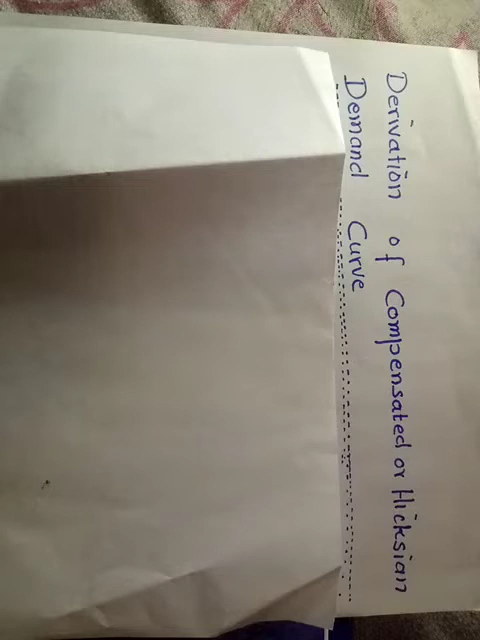 Derivation of Compensated or Hicksian
Demand Curve